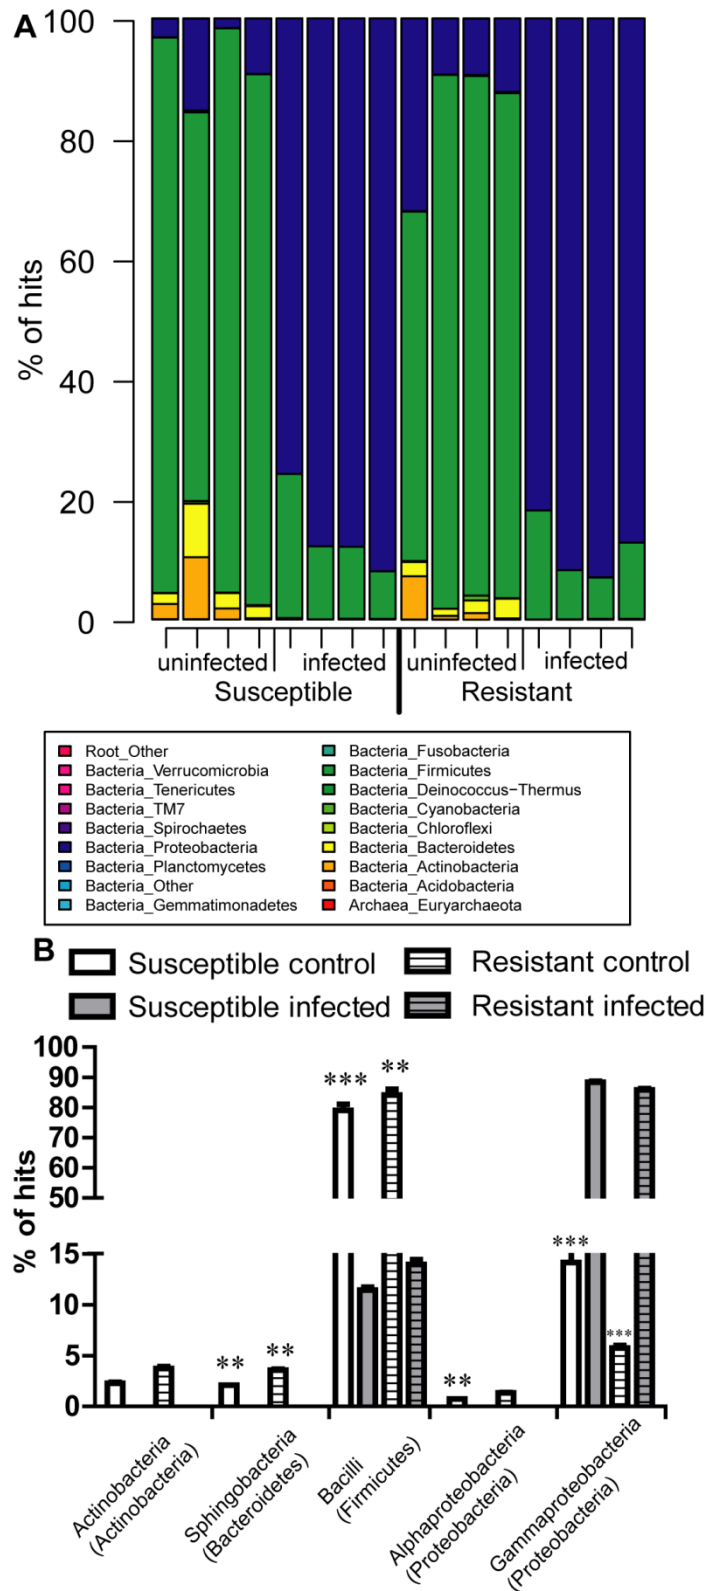 A
100
80
60
40
20
0
% of hits
uninfected infected uninfected infected
Susceptible Resistant
Root_Other
Bacteria_Verrucomicrobia
Bacteria_Tenericutes
Bacteria_TM7
Bacteria_Spirochaetes
Bacteria_Proteobacteria
Bacteria_Planctomycetes
Bacteria_Other
Bacteria_Gemmatimonadetes
Bacteria_Fusobacteria
Bacteria_Firmicutes
Bacteria_Deinococcus−Thermus
Bacteria_Cyanobacteria
Bacteria_Chloroflexi
Bacteria_Bacteroidetes
Bacteria_Actinobacteria
Bacteria_Acidobacteria
Archaea_Euryarchaeota
B
Susceptible control
Resistant control
Susceptible infected
Resistant infected
100
90
80
70
60
50
15
10
5
0
% of hits
**
**
***
**
**
***
***
Actinobacteria
(Actinobacteria)
Sphingobacteria
(Bacteroidetes)
Bacilli
(Firmicutes)
Alphaproteobacteria
(Proteobacteria)
Gammaproteobacteria
(Proteobacteria)